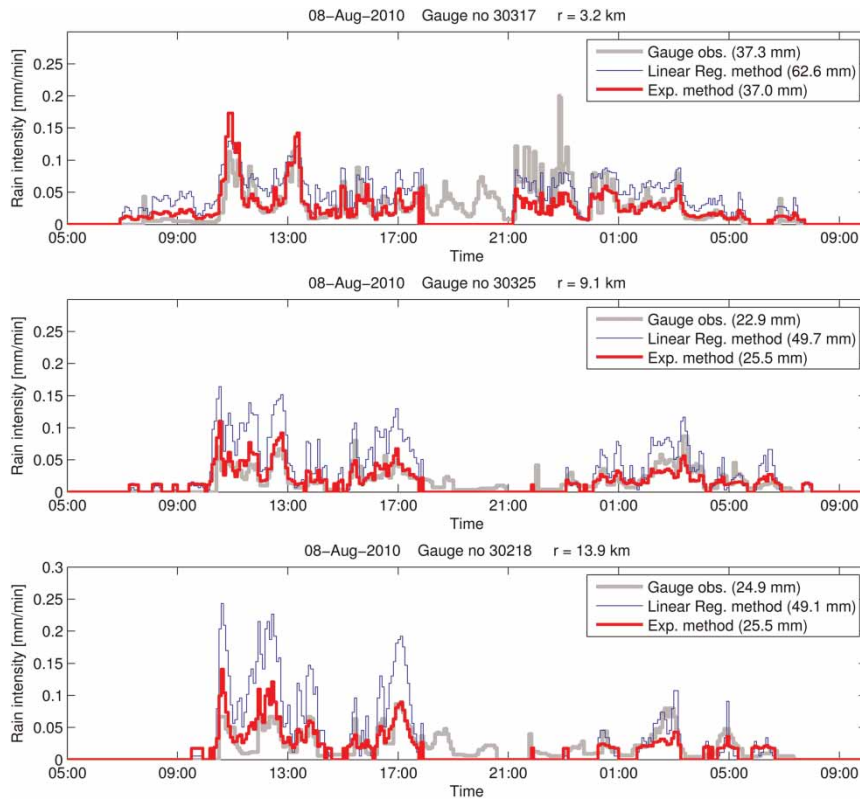 08-Aug-2010 Gauge no 30317 r = 3.2 km
Rain intensity [mm/min]
0.25
0.2
0.15
0.1
0.05
0
Gauge obs. (37.3 mm)
Linear Reg. method (62.6 mm)
Exp. method (37.0 mm)
05:00 09:00 13:00 17:00 21:00 01:00 05:00 09:00
Time
08-Aug-2010 Gauge no 30325 r = 9.1 km
Rain intensity [mm/min]
0.25
0.2
0.15
0.1
0.05
0
Gauge obs. (22.9 mm)
Linear Reg. method (49.7 mm)
Exp. method (25.5 mm)
05:00 09:00 13:00 17:00 21:00 01:00 05:00 09:00
Time
08-Aug-2010 Gauge no 30218 r = 13.9 km
Rain intensity [mm/min]
0.3
0.25
0.2
0.15
0.1
0.05
0
Gauge obs. (24.9 mm)
Linear Reg. method (49.1 mm)
Exp. method (25.5 mm)
05:00 09:00 13:00 17:00 21:00 01:00 05:00 09:00
Time